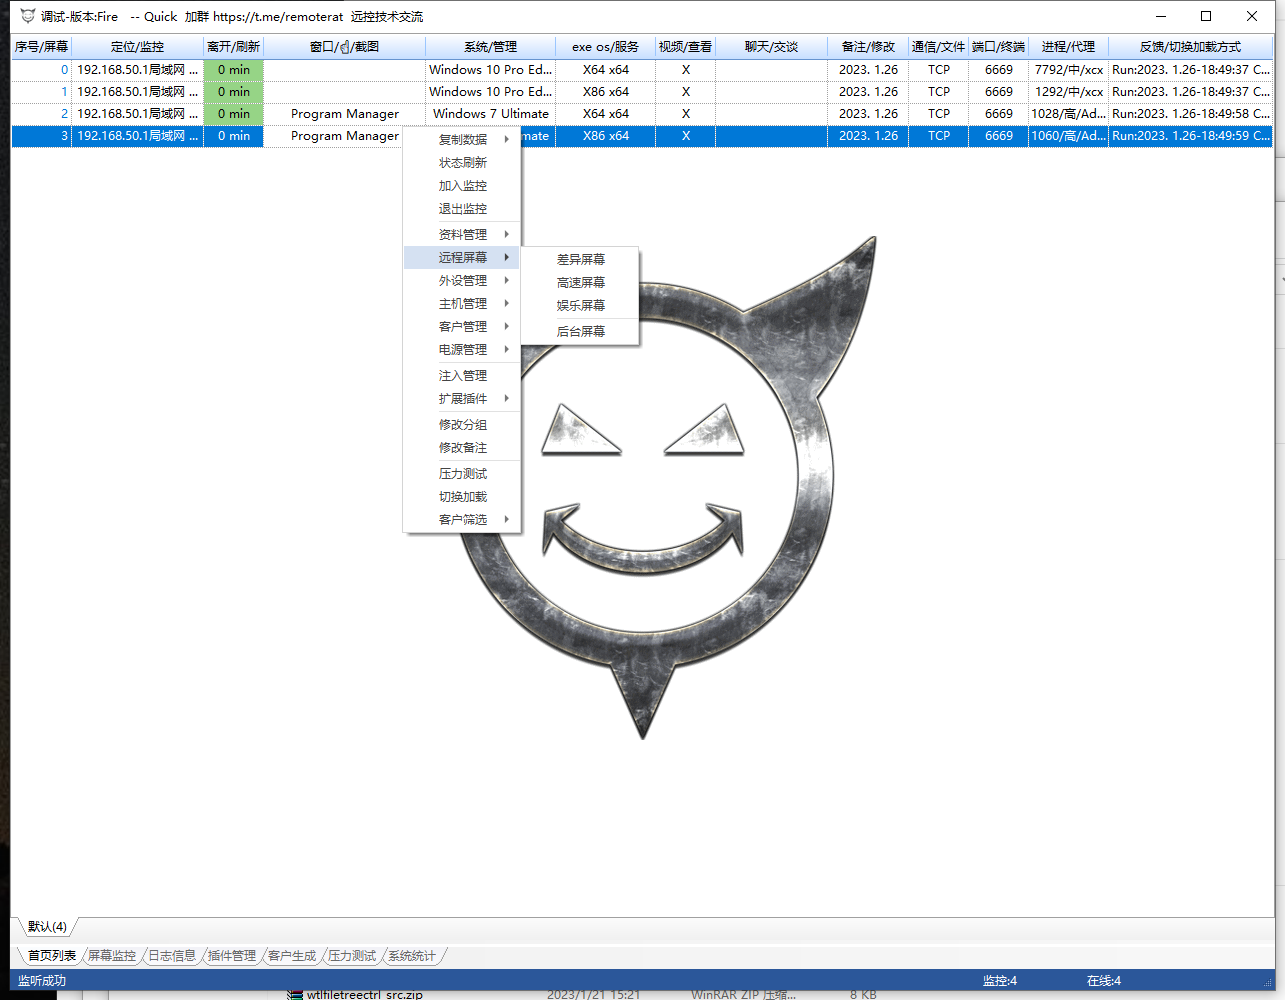 调试-版本:Fire -- Quick 加群 https://t.me/remoterat 远控技术交流
序号/屏幕 定位/监控 离开/刷新 窗口/截图 系统/管理 exe os/服务 视频/查看 聊天/交谈 备注/修改 通信/文件 端口/终端 进程/代理 反馈/切换加载方式
0 192.168.50.1局域网 ... 0 min Windows 10 Pro Ed... X64 x64 X 2023. 1.26 TCP 6669 7792/中/xcx Run:2023. 1.26-18:49:37 C...
1 192.168.50.1局域网 ... 0 min Windows 10 Pro Ed... X86 x64 X 2023. 1.26 TCP 6669 1292/中/xcx Run:2023. 1.26-18:49:37 C...
2 192.168.50.1局域网 ... 0 min Program Manager Windows 7 Ultimate X64 x64 X 2023. 1.26 TCP 6669 1028/高/Ad... Run:2023. 1.26-18:49:58 C...
3 192.168.50.1局域网 ... 0 min Program Manager mate X86 x64 X 2023. 1.26 TCP 6669 1060/高/Ad... Run:2023. 1.26-18:49:59 C...
复制数据
状态刷新
加入监控
退出监控
资料管理
远程屏幕
外设管理
主机管理
客户管理
电源管理
注入管理
扩展插件
修改分组
修改备注
压力测试
切换加载
客户筛选
差异屏幕
高速屏幕
娱乐屏幕
后台屏幕
默认(4)
首页列表 屏幕监控 日志信息 插件管理 客户生成 压力测试 系统统计
监听成功 监控:4 在线:4
wtlfiletreectrl_src.zip 2023/1/21 15:21 WinRAR ZIP 压缩... 8 KB